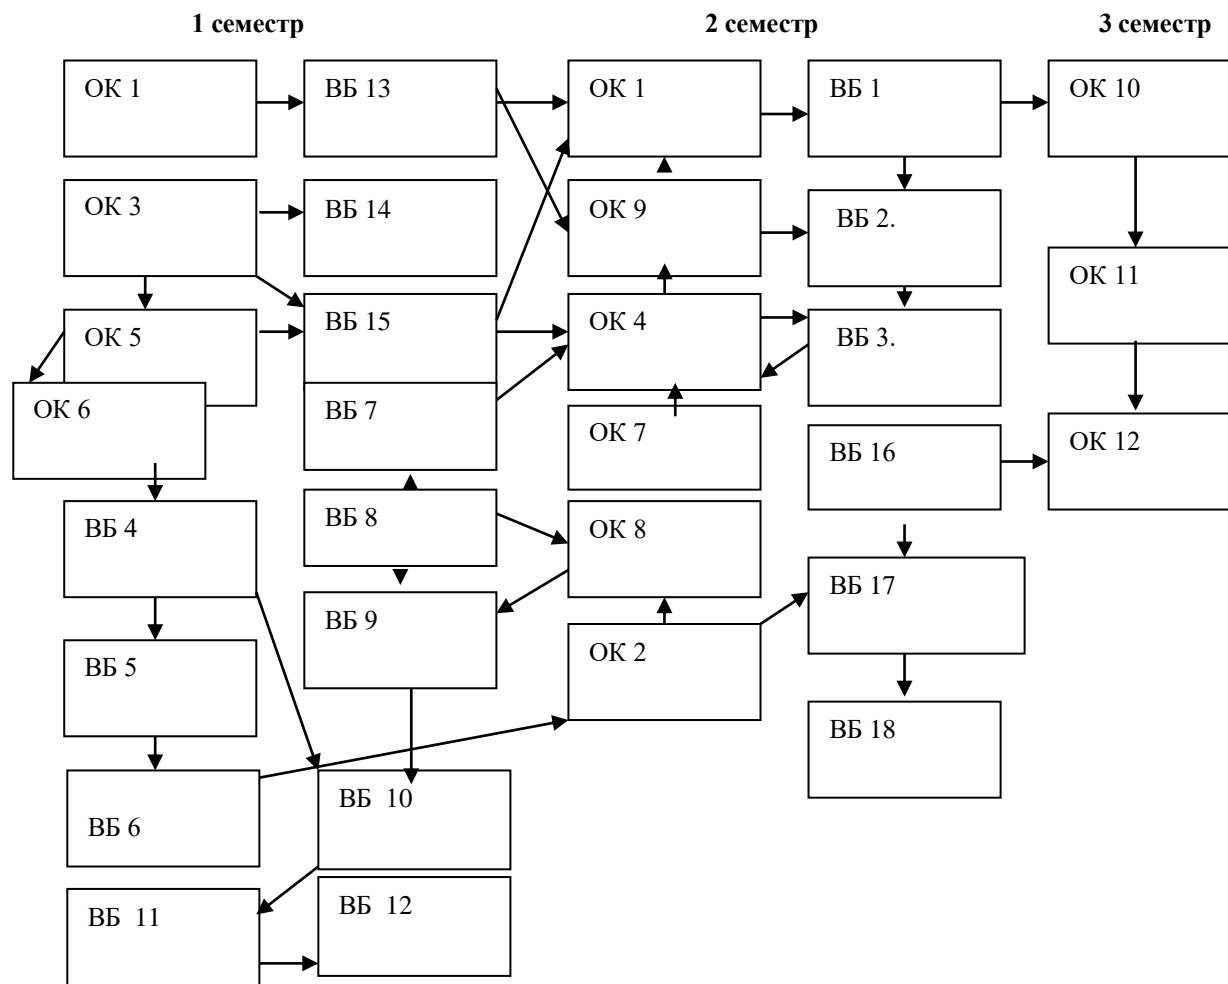 1 семестр 2 семестр 3 семестр
ОК 1 ВБ 13 ОК 1 ВБ 1 ОК 10
ОК 3 ВБ 14 ОК 9 ВБ 2.
ОК 11
ОК 5 ВБ 15 ОК 4 ВБ 3.
ОК 6 ВБ 7 ОК 7 ВБ 16 ОК 12
ВБ 4 ВБ 8 ОК 8
ВБ 17
ВБ 9 ОК 2
ВБ 5
ВБ 18
ВБ 10
ВБ 6
ВБ 11 ВБ 12